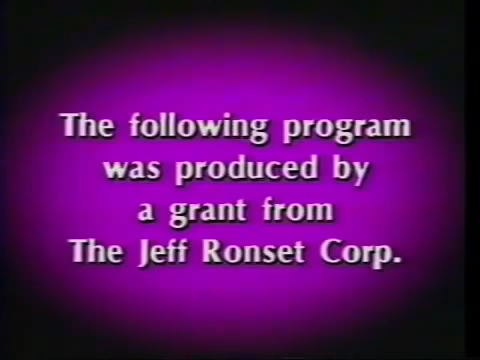 The following program
was produced by
a grant from
The Jeff Ronset Corp.